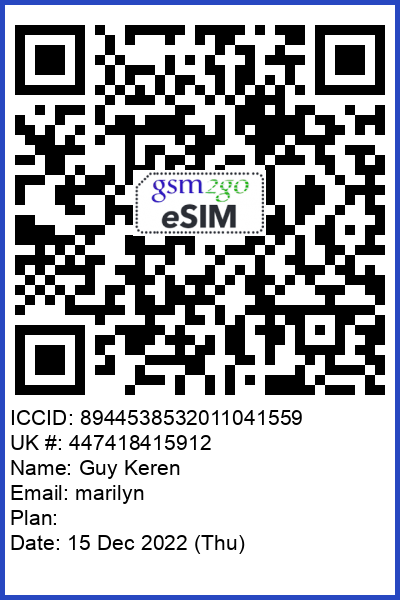 gsm2go
eSIM
ICCID: 8944538532011041559
UK #: 447418415912
Name: Guy Keren
Email: marilyn
Plan:
Date: 15 Dec 2022 (Thu)